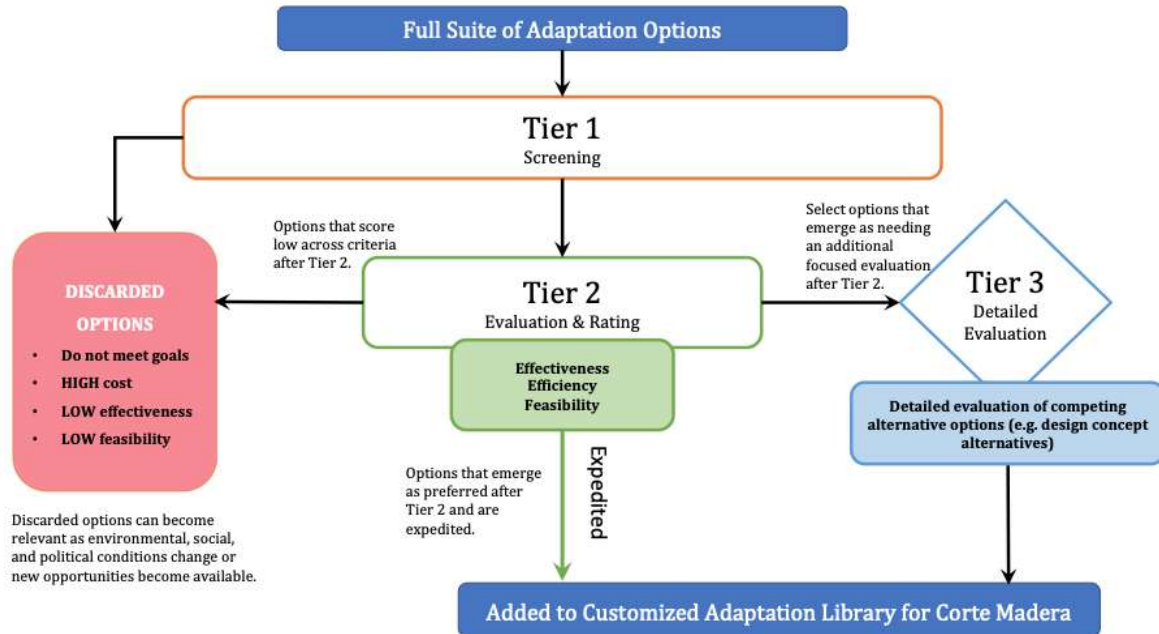 Full Suite of Adaptation Options
Tier 1
Screening
Options that score
low across criteria
after Tier 2.
Select options that
emerge as needing
an additional
focused evaluation
after Tier 2.
DISCARDED
OPTIONS
• Do not meet goals
• HIGH cost
• LOW effectiveness
• LOW feasibility
Tier 2
Evaluation & Rating
Effectiveness
Efficiency
Feasibility
Tier 3
Detailed
Evaluation
Detailed evaluation of competing
alternative options (e.g. design concept
alternatives)
Options that emerge
as preferred after
Tier 2 and are
expedited.
Expedited
Discarded options can become
relevant as environmental, social,
and political conditions change or
new opportunities become available.
Added to Customized Adaptation Library for Corte Madera